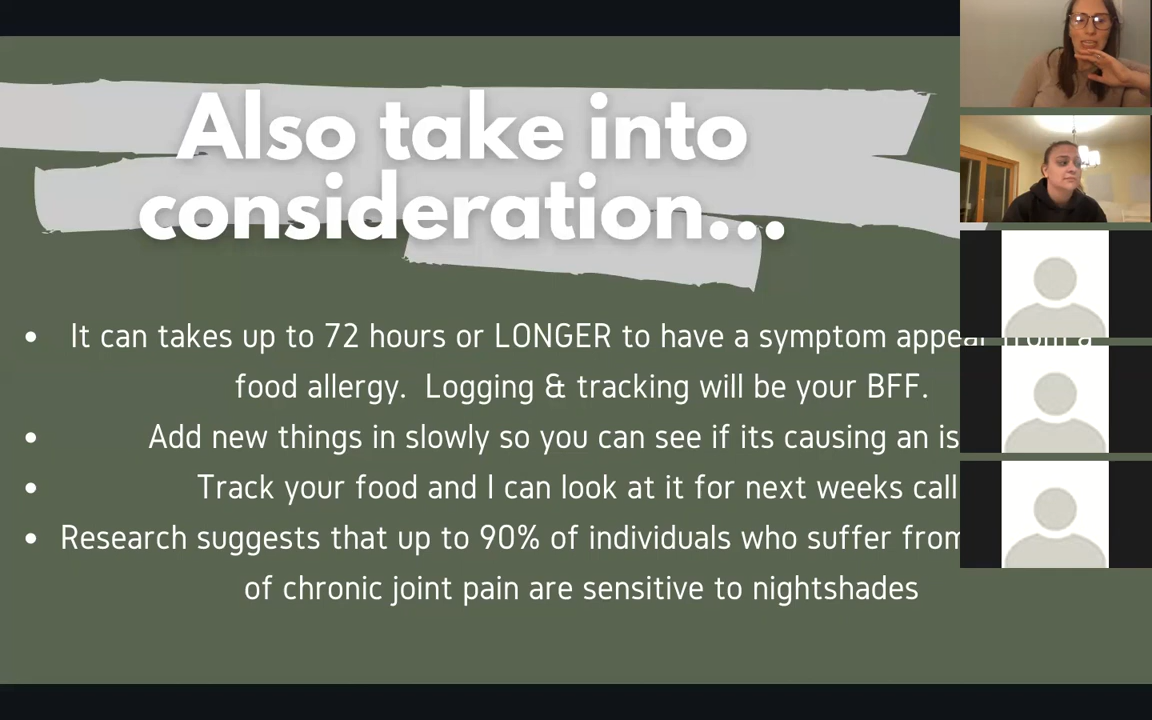 Also take into
consideration...
It can takes up to 72 hours or LONGER to have a symptom appear from a
food allergy. Logging & tracking will be your BFF.
Add new things in slowly so you can see if its causing an is
Track your food and I can look at it for next weeks call
Research suggests that up to 90% of individuals who suffer from
of chronic joint pain are sensitive to nightshades